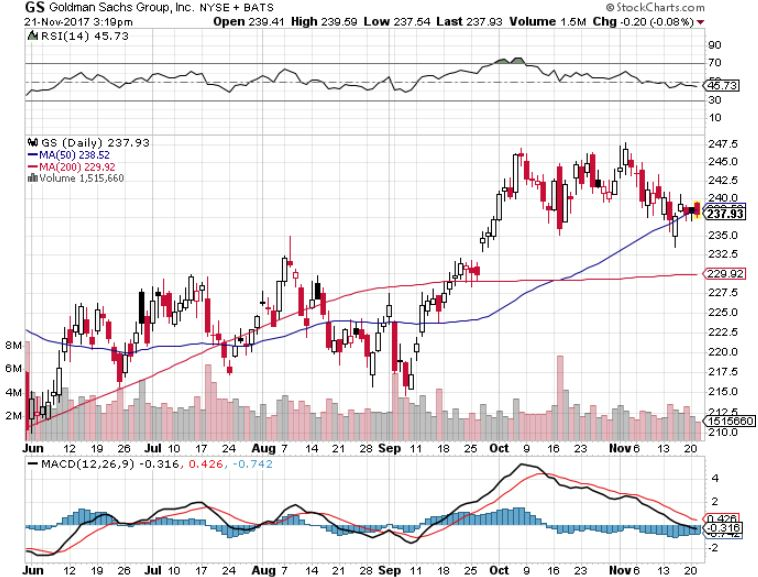 GS Goldman Sachs Group, Inc. NYSE + BATS © StockCharts.com
21-Nov-2017 3:19pm Open 239.41 High 239.59 Low 237.54 Last 237.93 Volume 1.5M Chg -0.20 (-0.08%)
RSI(14) 45.73
90
70
50
45.73
30
10
GS (Daily) 237.93
MA(50) 238.52
MA(200) 229.92
Volume 1,515,660
247.5
245.0
242.5
240.0
237.93
235.0
232.5
229.92
227.5
225.0
222.5
220.0
217.5
215.0
212.5
210.0
8M
6M
4M
2M
1515660
Jun 12 19 26 Jul 10 17 24 Aug 7 14 21 28 Sep 11 18 25 Oct 9 16 23 Nov 6 13 20
MACD(12,26,9) -0.316, 0.426, -0.742
4
2
0.426
-0.316
-0.742
-2
Jun 12 19 26 Jul 10 17 24 Aug 7 14 21 28 Sep 11 18 25 Oct 9 16 23 Nov 6 13 20